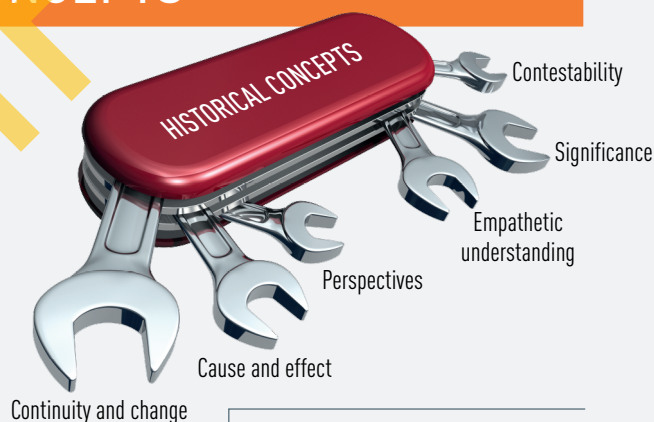 HISTORICAL CONCEPTS
Contestability
Significance
Empathetic
understanding
Perspectives
Cause and effect
Continuity and change